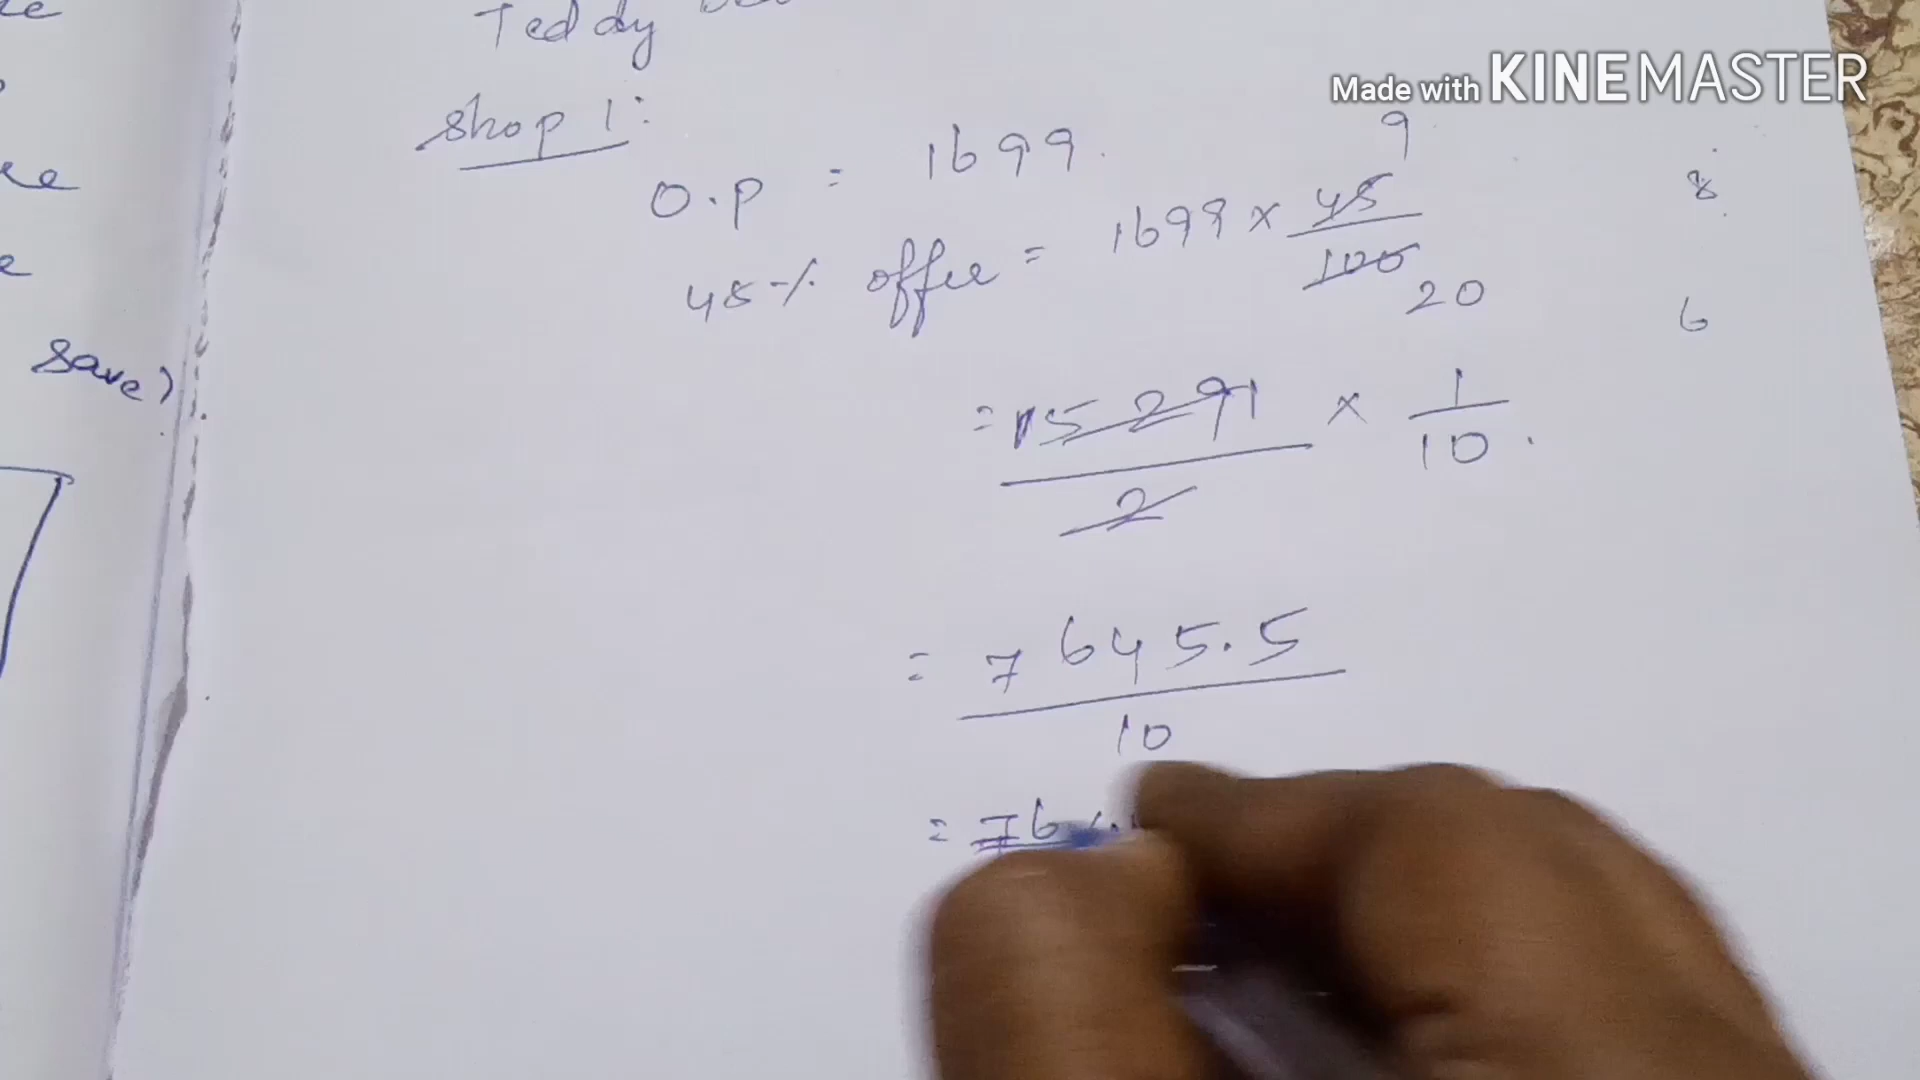 Teddy
Made with KINEMASTER
Shop 1:
O.P = 1699
45% offer = 1699 x 45/100
9
20
8
6
save).
= 15291/2 x 1/10
= 7645.5/10
= 76